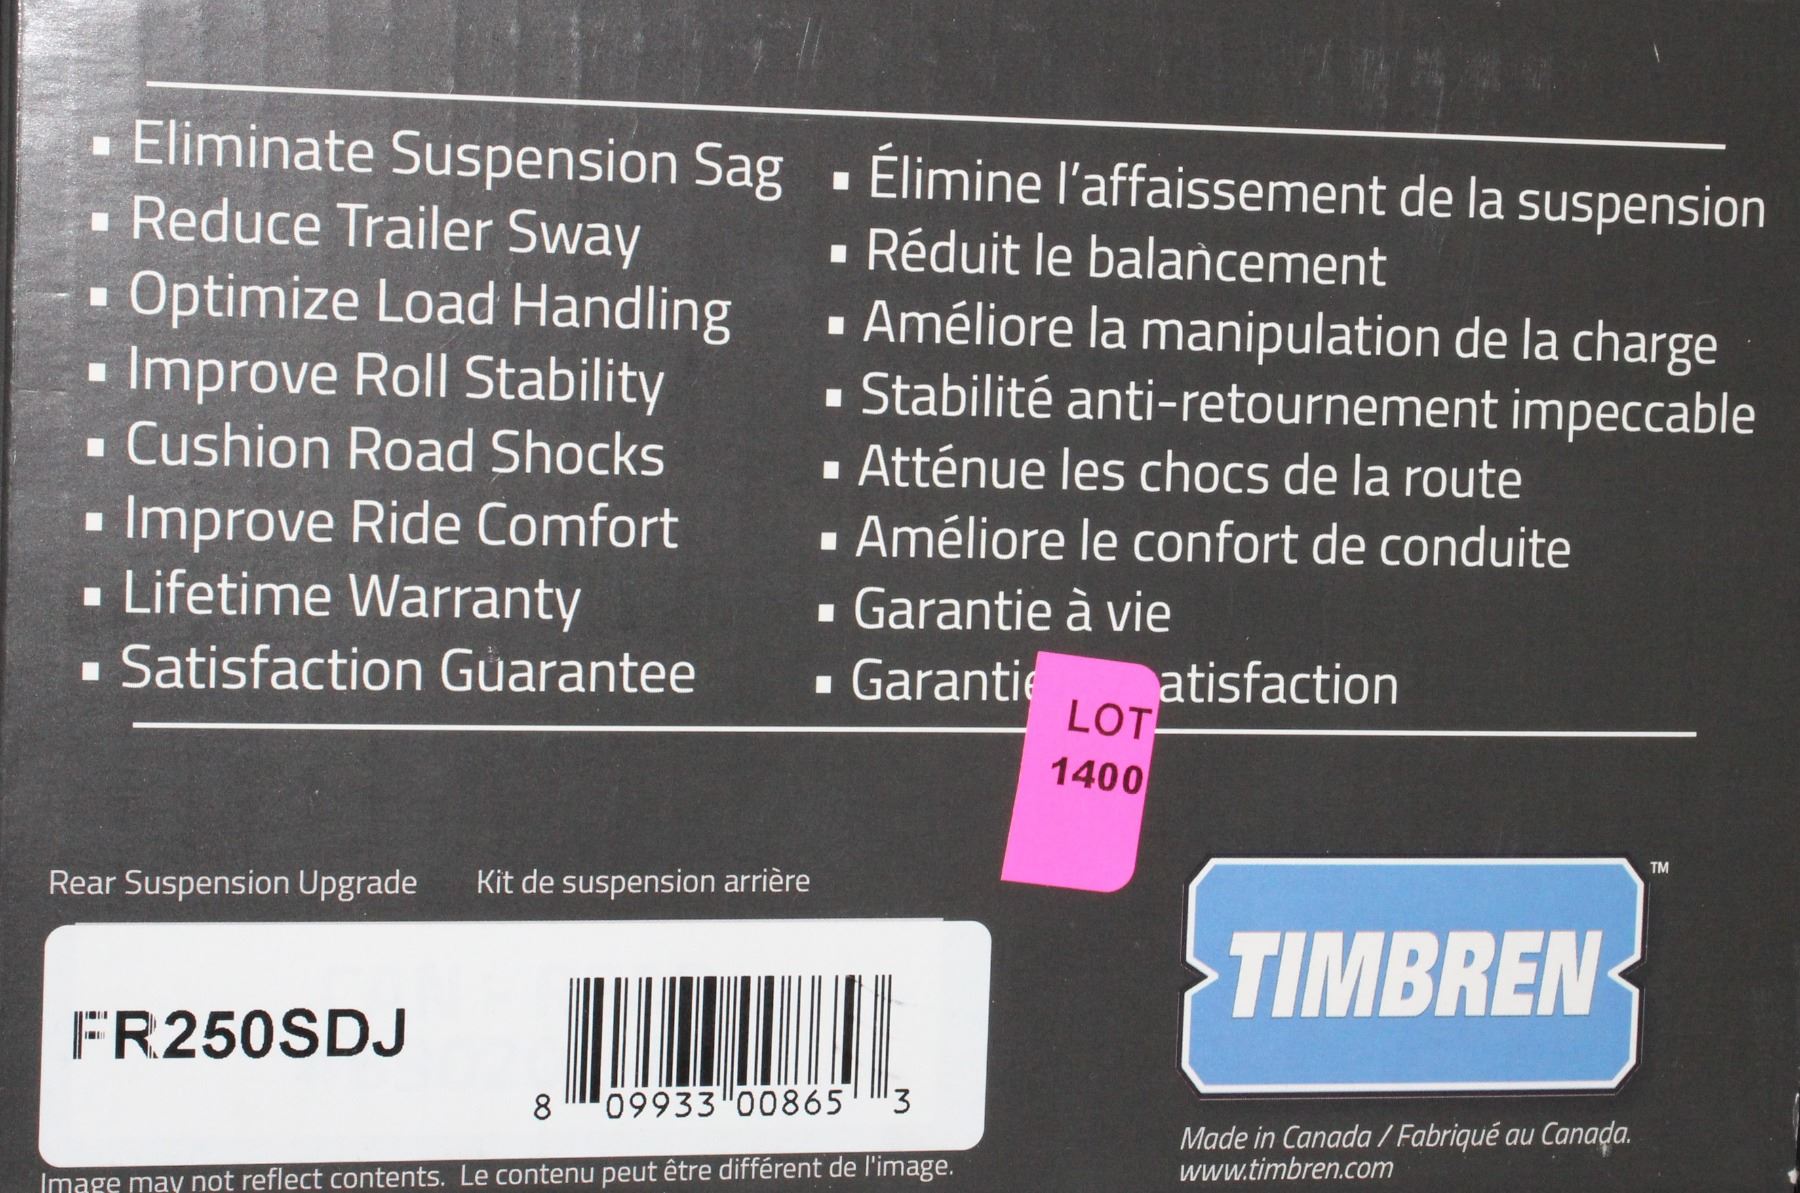 ▪ Eliminate Suspension Sag
▪ Reduce Trailer Sway
▪ Optimize Load Handling
▪ Improve Roll Stability
▪ Cushion Road Shocks
▪ Improve Ride Comfort
▪ Lifetime Warranty
▪ Satisfaction Guarantee
▪ Élimine l'affaissement de la suspension
▪ Réduit le balancement
▪ Améliore la manipulation de la charge
▪ Stabilité anti-retournement impeccable
▪ Atténue les chocs de la route
▪ Améliore le confort de conduite
▪ Garantie à vie
▪ Garantie atisfaction
LOT
1400
Rear Suspension Upgrade
Kit de suspension arrière
FR250SDJ
8 09933 00865 3
Image may not reflect contents. Le contenu peut être différent de l'image.
TIMBREN™
Made in Canada / Fabriqué au Canada.
www.timbren.com